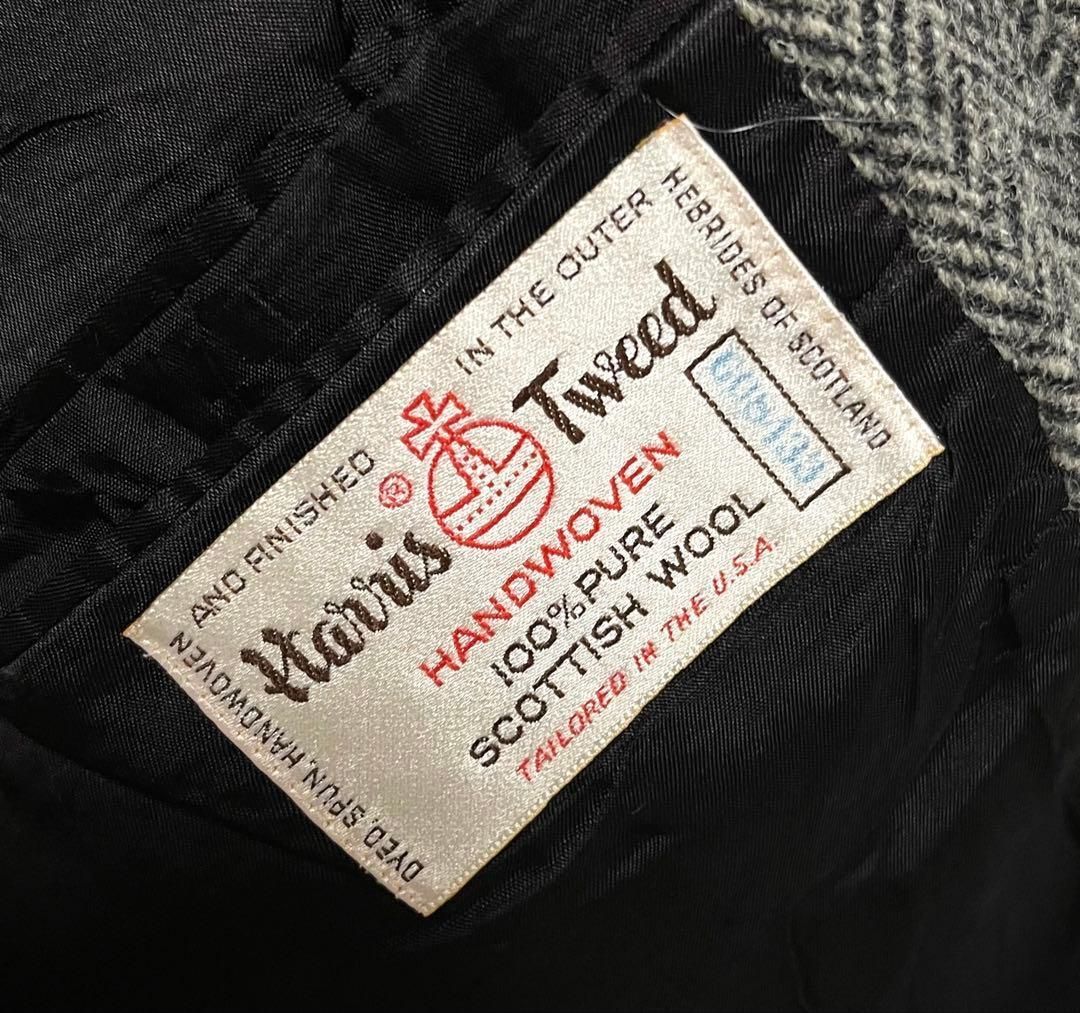 DYED, SPUN, HANDWOVEN
AND FINISHED IN THE OUTER
HEBRIDES OF SCOTLAND
Harris Tweed
®
HANDWOVEN
100% PURE
SCOTTISH WOOL
TAILORED IN THE U.S.A.